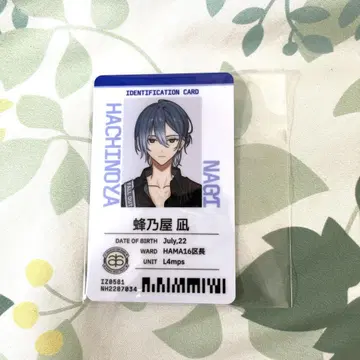 IDENTIFICATION CARD
HACHINOYA
NAGI
蜂乃屋 凪
DATE OF BIRTH July,22
WARD HAMA16区長
UNIT L4mps
IZ0581
NH2287034